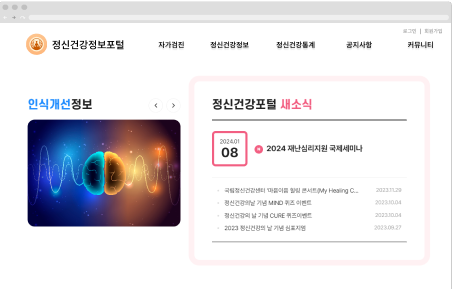 로그인 | 회원가입
정신건강정보포털
자가검진 정신건강정보 정신건강통계 공지사항 커뮤니티
인식개선정보
정신건강포털 새소식
2024.01
08
2024 재난심리지원 국제세미나
국립정신건강센터 '마음이음 힐링 콘서트(My Healing C... 2023.11.29
정신건강의날 기념 MIND 퀴즈 이벤트 2023.10.04
정신건강의 날 기념 CURE 퀴즈이벤트 2023.10.04
2023 정신건강의 날 기념 심포지엄 2023.09.27